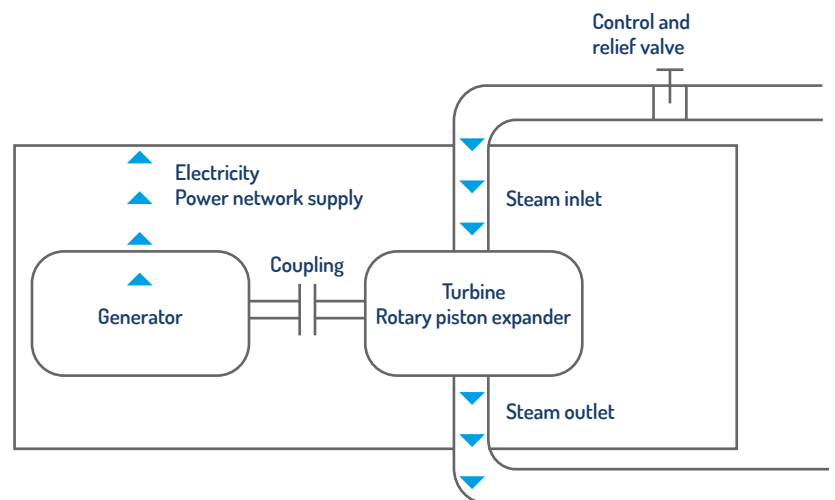 Control and
relief valve
Electricity
Power network supply
Steam inlet
Coupling
Generator
Turbine
Rotary piston expander
Steam outlet